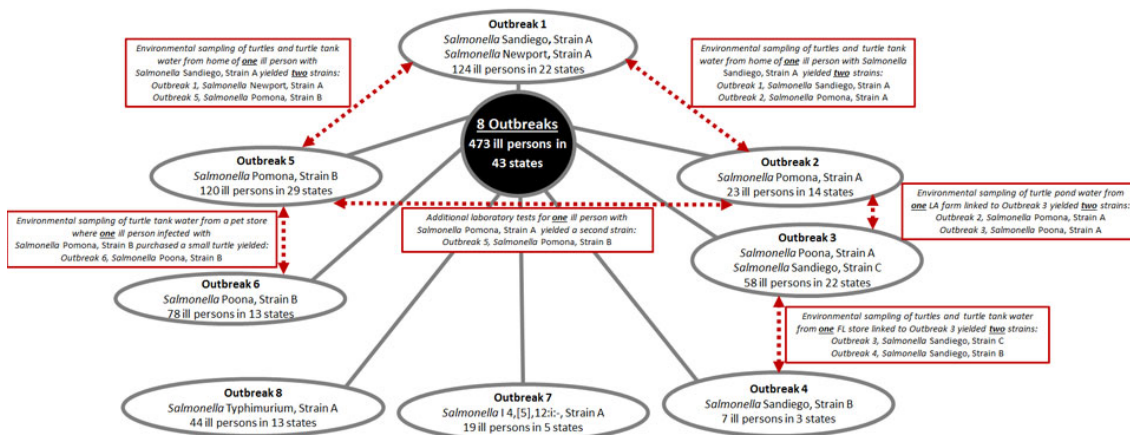 Outbreak 1
Salmonella Sandiego, Strain A
Salmonella Newport, Strain A
124 ill persons in 22 states
Environmental sampling of turtles and turtle tank
water from home of one ill person with
Salmonella Sandiego, Strain A yielded two strains:
Outbreak 1, Salmonella Newport, Strain A
Outbreak 5, Salmonella Pomona, Strain B
Environmental sampling of turtles and turtle tank
water from home of one ill person with Salmonella
Sandiego, Strain A yielded two strains:
Outbreak 1, Salmonella Sandiego, Strain A
Outbreak 2, Salmonella Pomona, Strain A
8 Outbreaks
473 ill persons in
43 states
Outbreak 5
Salmonella Pomona, Strain B
120 ill persons in 29 states
Outbreak 2
Salmonella Pomona, Strain A
23 ill persons in 14 states
Environmental sampling of turtle tank water from a pet store
where one ill person infected with
Salmonella Pomona, Strain B purchased a small turtle yielded:
Outbreak 6, Salmonella Poona, Strain B
Additional laboratory tests for one ill person with
Salmonella Pomona, Strain A yielded a second strain:
Outbreak 5, Salmonella Pomona, Strain B
Environmental sampling of turtle pond water from
one LA farm linked to Outbreak 3 yielded two strains:
Outbreak 2, Salmonella Pomona, Strain A
Outbreak 3, Salmonella Poona, Strain A
Outbreak 3
Salmonella Poona, Strain A
Salmonella Sandiego, Strain C
58 ill persons in 22 states
Outbreak 6
Salmonella Poona, Strain B
78 ill persons in 13 states
Environmental sampling of turtles and turtle tank water
from one FL store linked to Outbreak 3 yielded two strains:
Outbreak 3, Salmonella Sandiego, Strain C
Outbreak 4, Salmonella Sandiego, Strain B
Outbreak 8
Salmonella Typhimurium, Strain A
44 ill persons in 13 states
Outbreak 7
Salmonella I 4,[5],12:i:-, Strain A
19 ill persons in 5 states
Outbreak 4
Salmonella Sandiego, Strain B
7 ill persons in 3 states